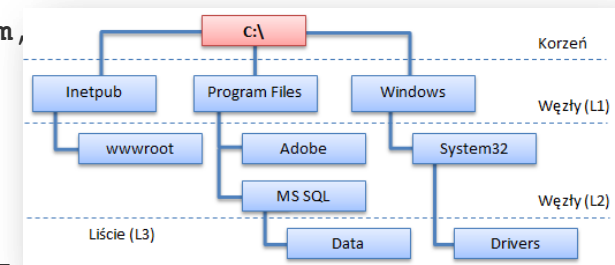 m,
C:\
Korzeń
Inetpub Program Files Windows
Węzły (L1)
wwwroot Adobe System32
MS SQL
Węzły (L2)
Liście (L3)
Data Drivers